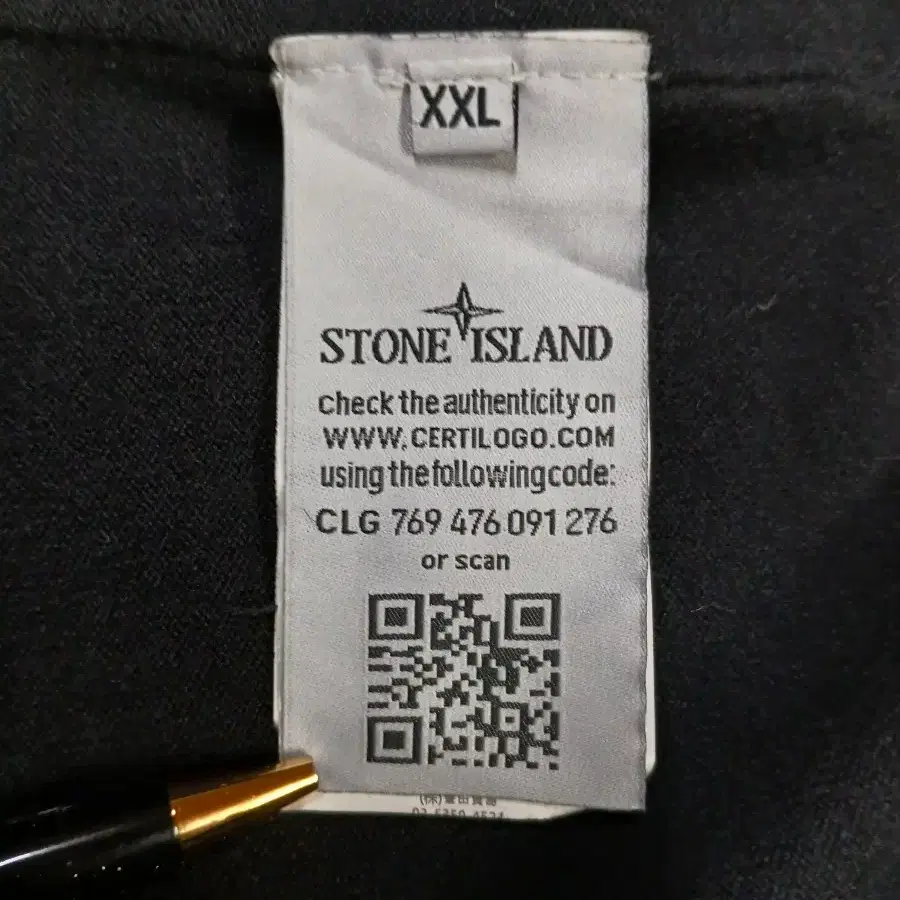 XXL
STONE ISLAND
check the authenticity on
WWW.CERTILOGO.COM
using the following code:
CLG 769 476 091 276
or scan